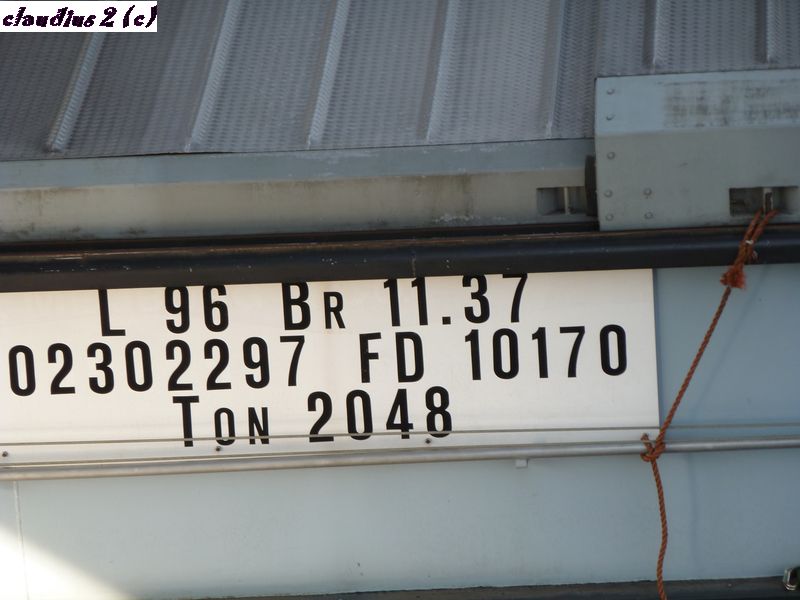 claudius 2 (c)
L 96 BR 11.37
02302297 FD 10170
TON 2048